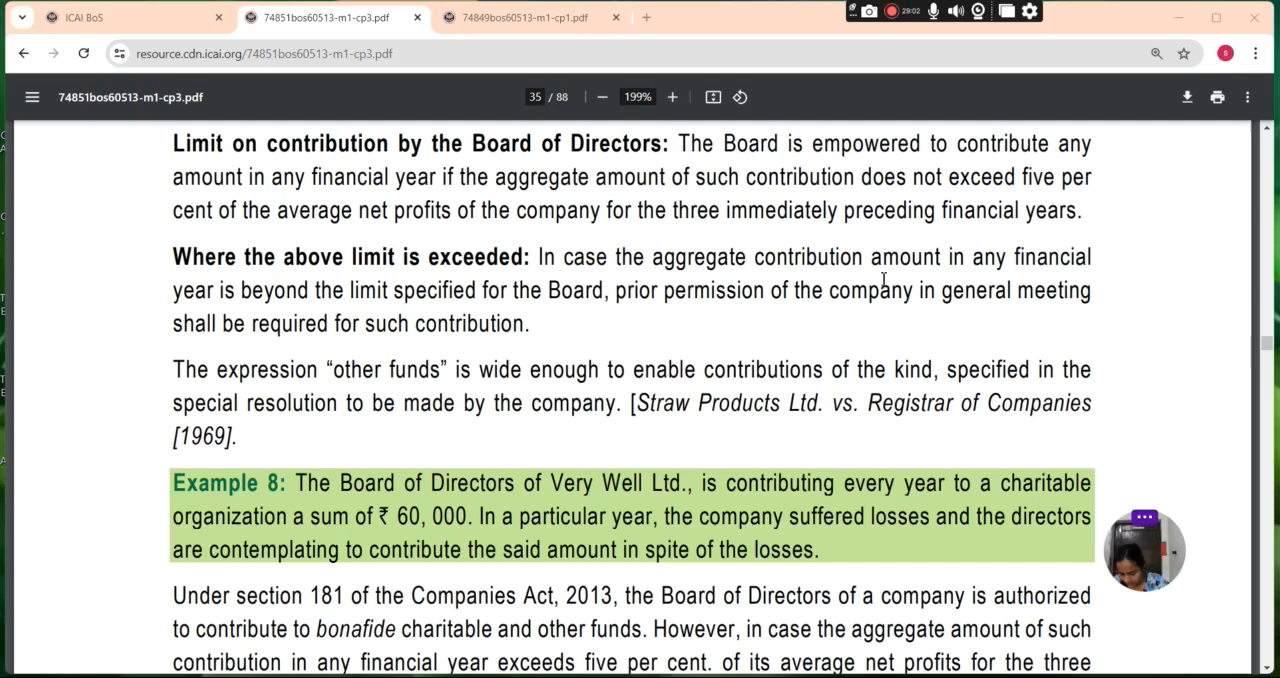 ICAI BoS
74851bos60513-m1-cp3.pdf
74849bos60513-m1-cp1.pdf
29:02
resource.cdn.icai.org/74851bos60513-m1-cp3.pdf
S
74851bos60513-m1-cp3.pdf
35 / 88
199%
Limit on contribution by the Board of Directors: The Board is empowered to contribute any
amount in any financial year if the aggregate amount of such contribution does not exceed five per
cent of the average net profits of the company for the three immediately preceding financial years.
Where the above limit is exceeded: In case the aggregate contribution amount in any financial
year is beyond the limit specified for the Board, prior permission of the company in general meeting
shall be required for such contribution.
The expression “other funds” is wide enough to enable contributions of the kind, specified in the
special resolution to be made by the company. [Straw Products Ltd. vs. Registrar of Companies
[1969].
Example 8: The Board of Directors of Very Well Ltd., is contributing every year to a charitable
organization a sum of ₹ 60, 000. In a particular year, the company suffered losses and the directors
are contemplating to contribute the said amount in spite of the losses.
Under section 181 of the Companies Act, 2013, the Board of Directors of a company is authorized
to contribute to bonafide charitable and other funds. However, in case the aggregate amount of such
contribution in any financial year exceeds five per cent. of its average net profits for the three